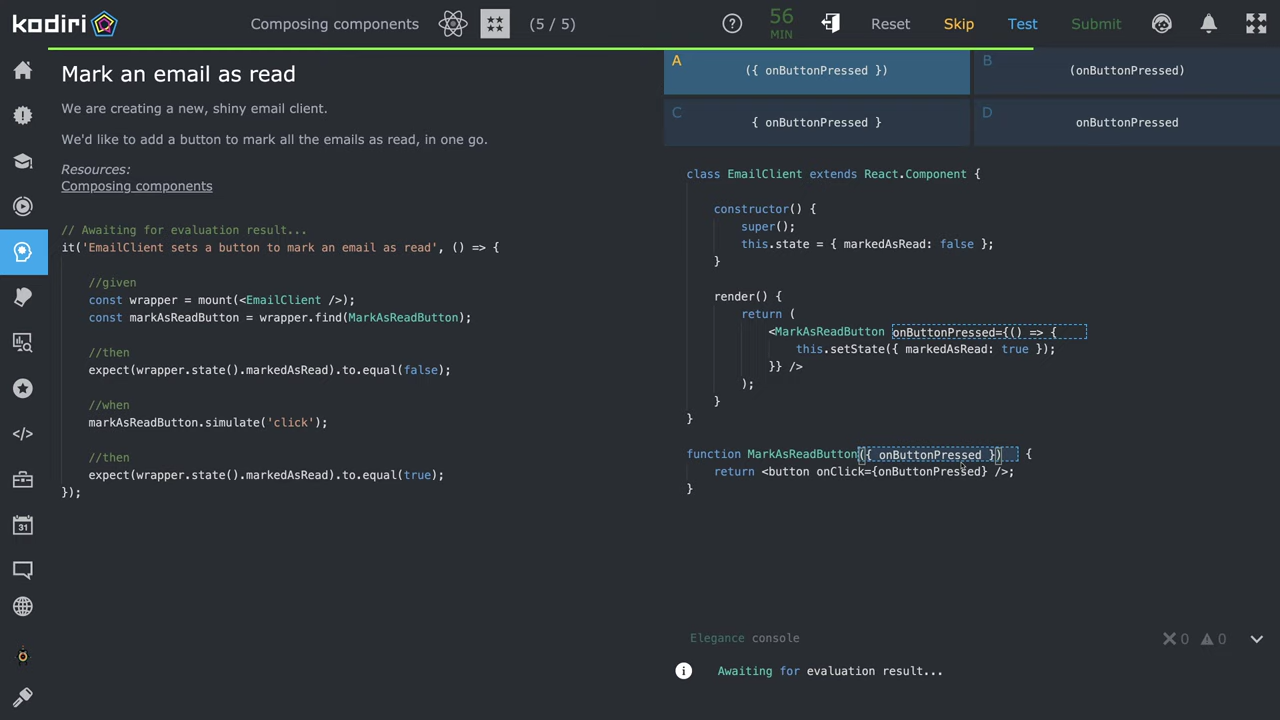 kodiri
Composing components
(5 / 5)
56
MIN
Reset
Skip
Test
Submit
Mark an email as read
We are creating a new, shiny email client.
We'd like to add a button to mark all the emails as read, in one go.
Resources:
Composing components
// Awaiting for evaluation result...
it('EmailClient sets a button to mark an email as read', () => {
//given
const wrapper = mount(<EmailClient />);
const markAsReadButton = wrapper.find(MarkAsReadButton);
//then
expect(wrapper.state().markedAsRead).to.equal(false);
//when
markAsReadButton.simulate('click');
//then
expect(wrapper.state().markedAsRead).to.equal(true);
});
31
A
({ onButtonPressed })
B
(onButtonPressed)
C
{ onButtonPressed }
D
onButtonPressed
class EmailClient extends React.Component {
constructor() {
super();
this.state = { markedAsRead: false };
}
render() {
return (
<MarkAsReadButton onButtonPressed={() => {
this.setState({ markedAsRead: true });
}} />
);
}
}
function MarkAsReadButton({ onButtonPressed }) {
return <button onClick={onButtonPressed} />;
}
Elegance console
0
0
Awaiting for evaluation result...